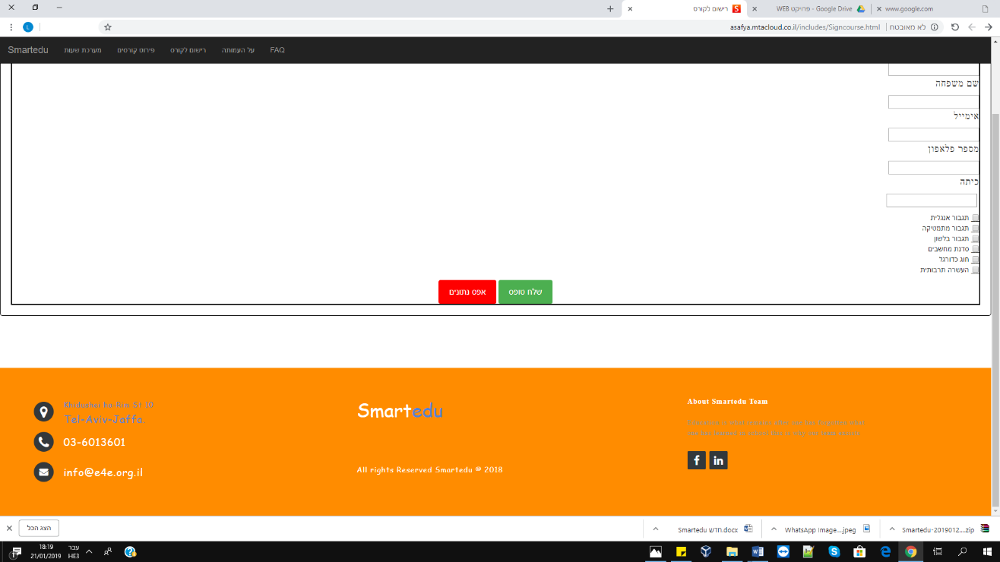 רישום לקורס
פרויקט WEB - Google Drive
www.google.com
L
asafya.mtacloud.co.il/includes/Signcourse.html
לא מאובטח
Smartedu
מערכת שעות
פירוט קורסים
רישום לקורס
על העמותה
FAQ
שם משפחה
אימייל
מספר פלאפון
כיתה
תגבור אנגלית
תגבור מתמטיקה
תגבור בלשון
סדנת מחשבים
חוג כדורגל
העשרה תרבותית
שלח טופס
אפס נתונים
Khidushei ha-Rim St 10
Tel-Aviv-Jaffa,
03-6013601
info@e4e.org.il
Smartedu
All rights Reserved Smartedu @ 2018
About Smartedu Team
הצג הכל
Smartedu חדש.docx
WhatsApp Image....jpeg
Smartedu-2019012....zip
18:19
21/01/2019
עבר
HE3